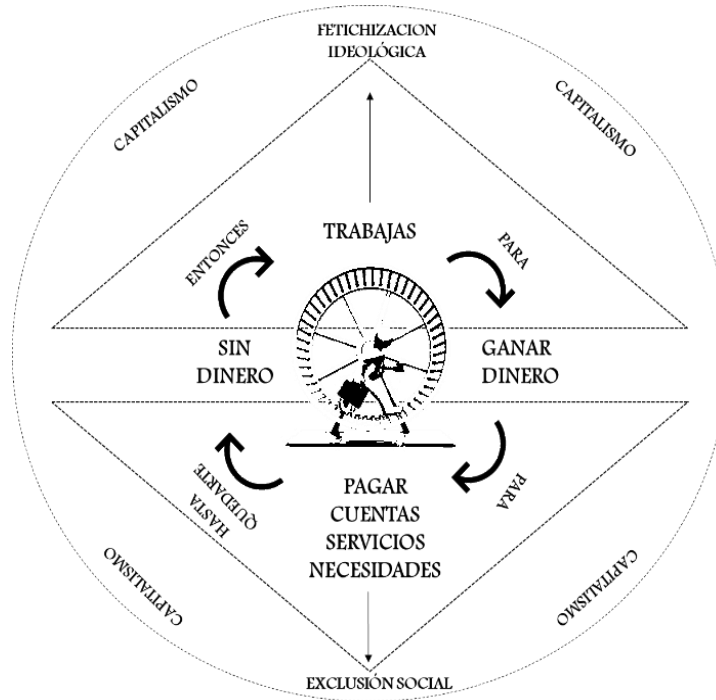 FETICHIZACION
IDEOLÓGICA
CAPITALISMO
CAPITALISMO
TRABAJAS
ENTONCES
PARA
SIN
DINERO
GANAR
DINERO
HASTA
QUEDARTE
PARA
PAGAR
CUENTAS
SERVICIOS
NECESIDADES
CAPITALISMO
CAPITALISMO
EXCLUSIÓN SOCIAL